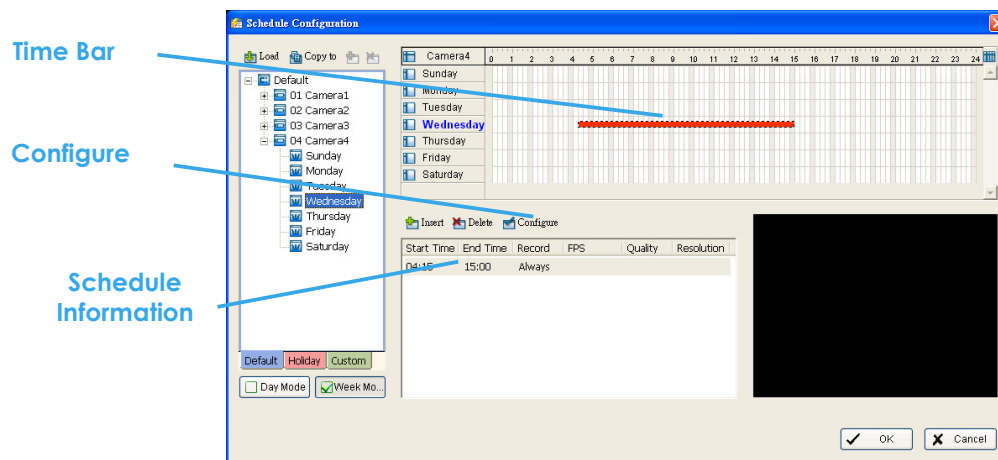 Schedule Configuration
Time Bar
Load Copy to
Camera4 0 1 2 3 4 5 6 7 8 9 10 11 12 13 14 15 16 17 18 19 20 21 22 23 24
Default
01 Camera1
02 Camera2
03 Camera3
04 Camera4
Sunday
Monday
Tuesday
Wednesday
Thursday
Friday
Saturday
Sunday
Monday
Tuesday
Wednesday
Thursday
Friday
Saturday
Configure
Insert Delete Configure
Start Time End Time Record FPS Quality Resolution
04:15 15:00 Always
Schedule
Information
Default Holiday Custom
Day Mode Week Mo...
OK Cancel